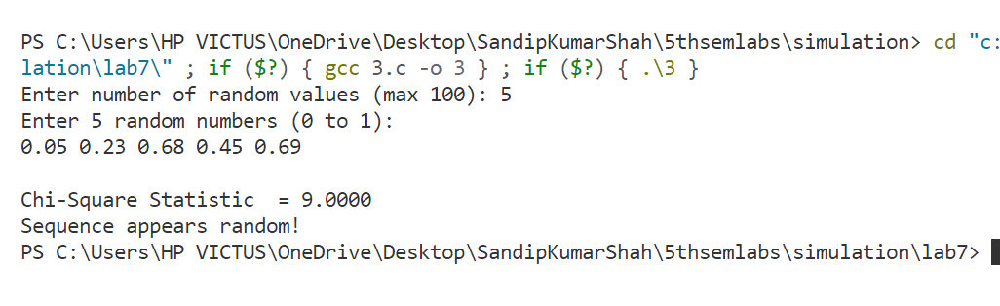 PS C:\Users\HP VICTUS\OneDrive\Desktop\SandipKumarShah\5thsemlabs\simulation> cd "c:
lation\lab7\" ; if ($?) { gcc 3.c -o 3 } ; if ($?) { .\3 }
Enter number of random values (max 100): 5
Enter 5 random numbers (0 to 1):
0.05 0.23 0.68 0.45 0.69
Chi-Square Statistic  = 9.0000
Sequence appears random!
PS C:\Users\HP VICTUS\OneDrive\Desktop\SandipKumarShah\5thsemlabs\simulation\lab7>